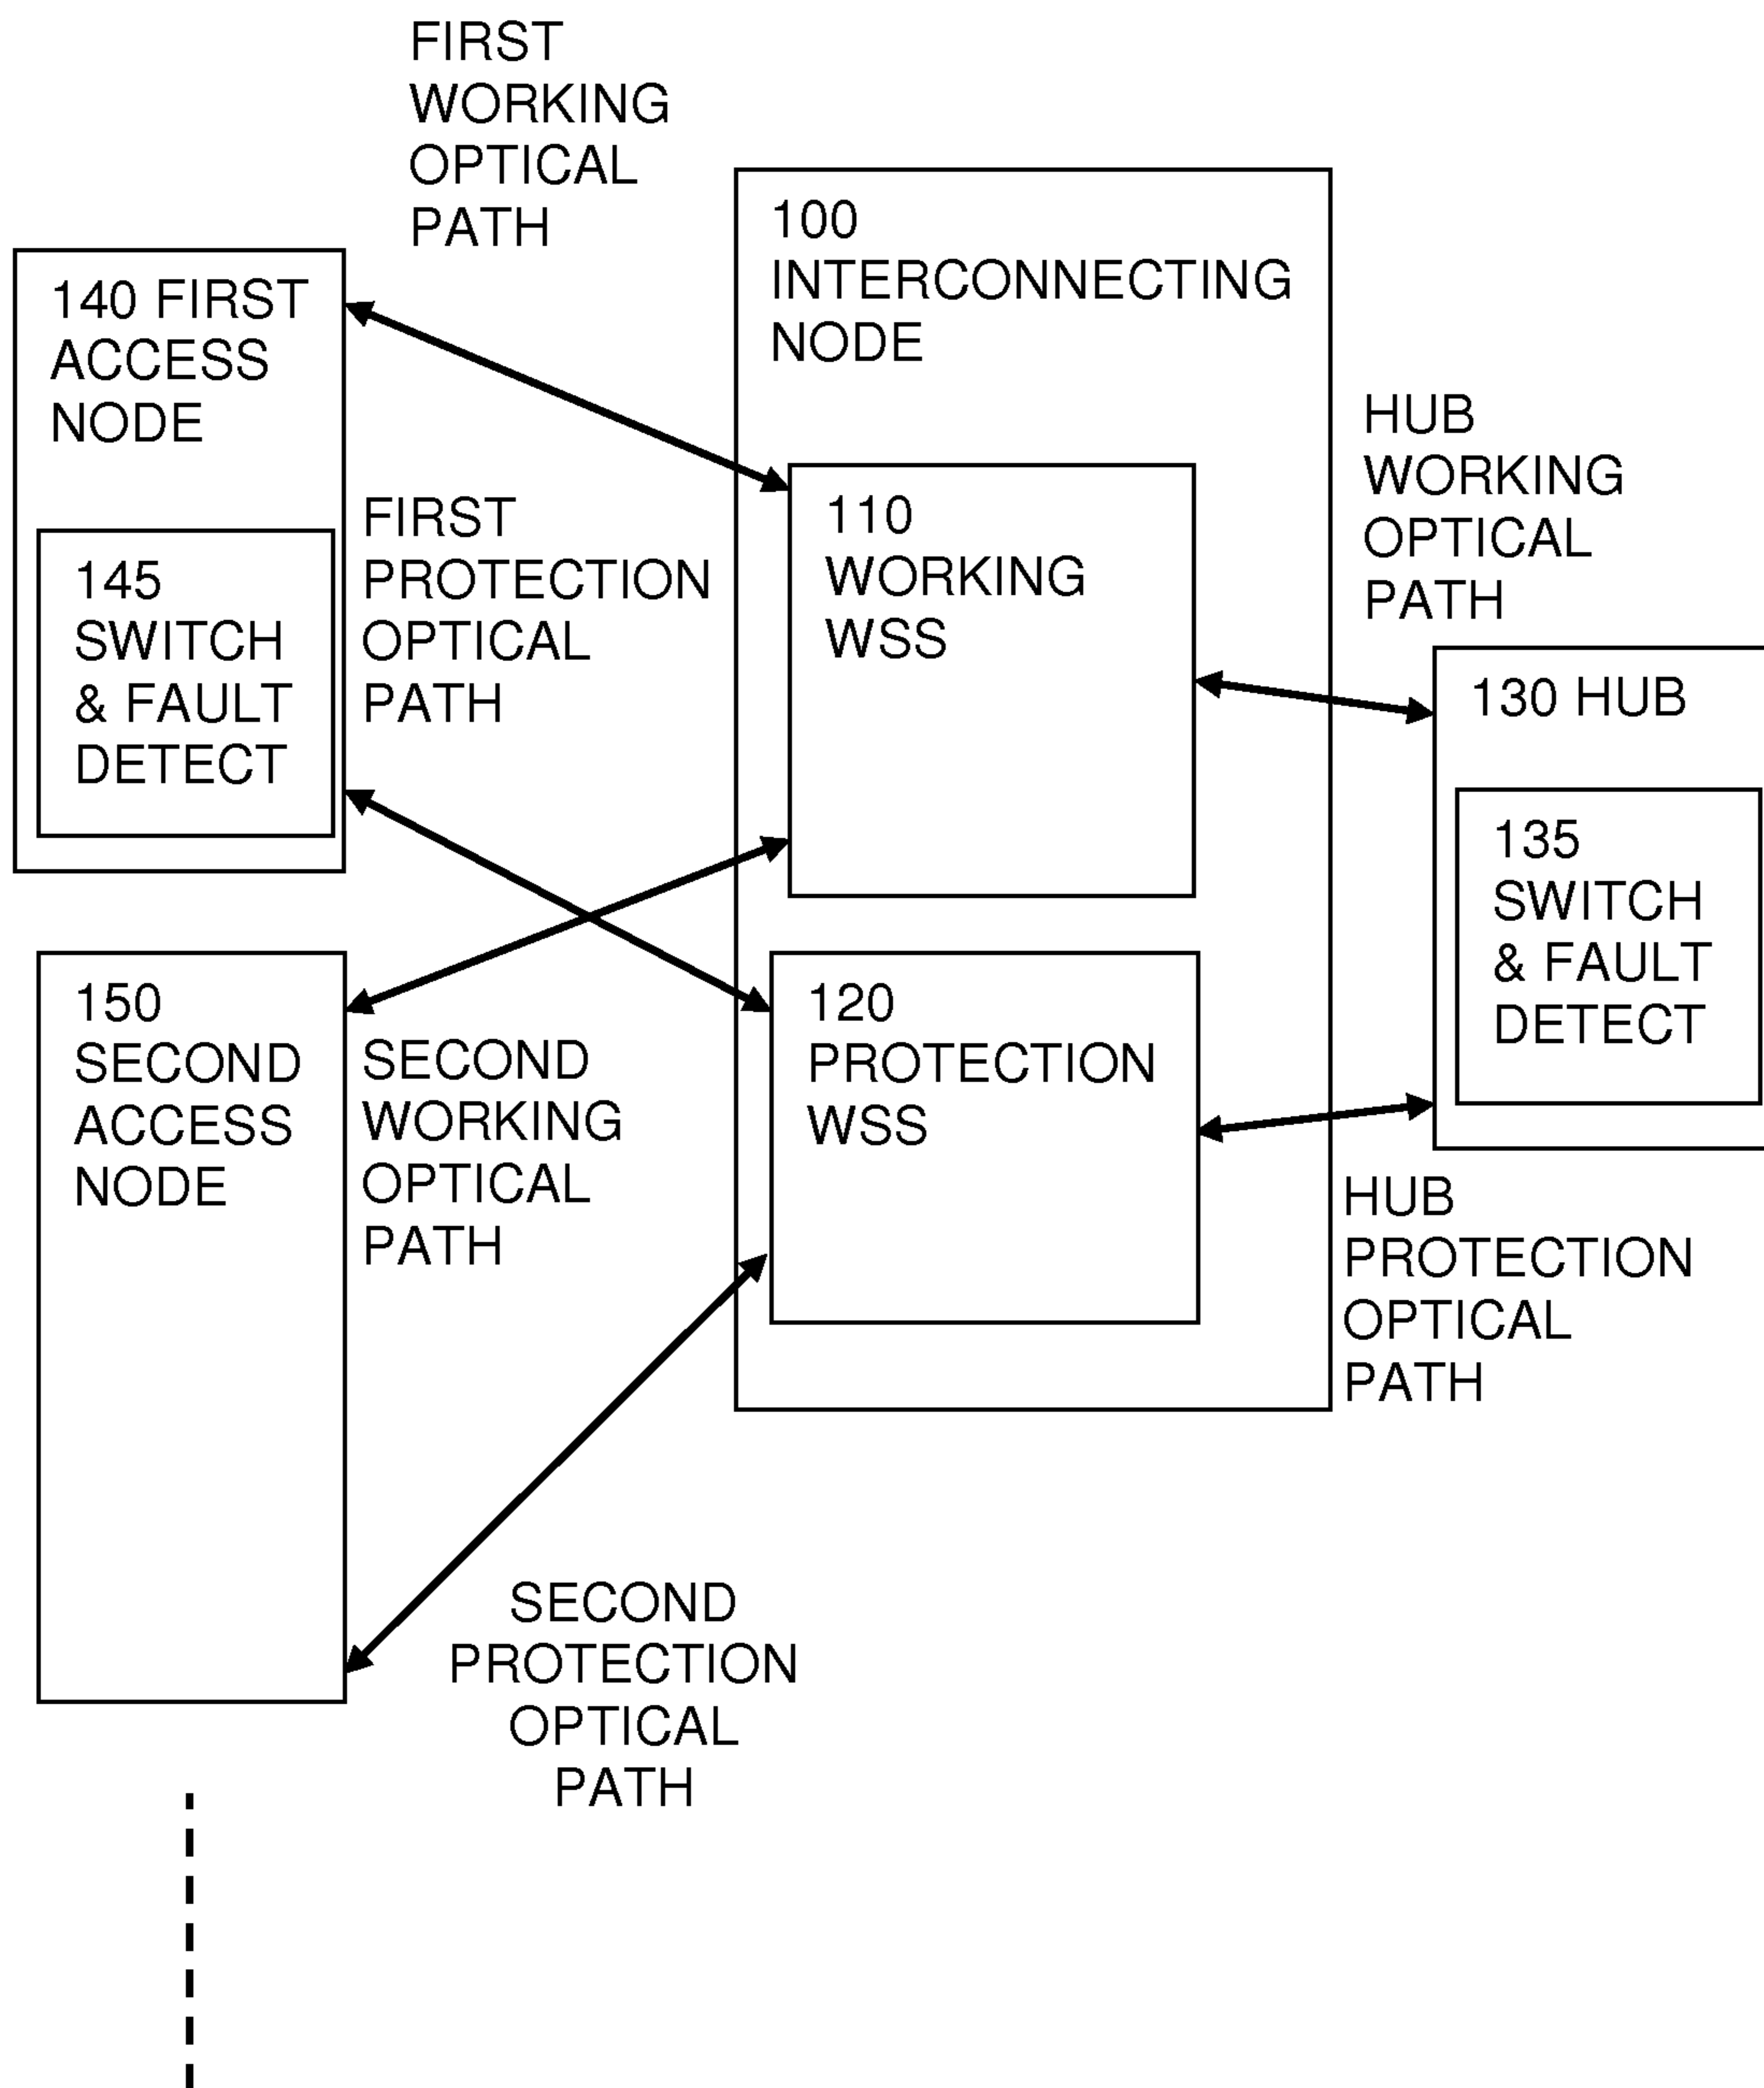 FIRST
WORKING
OPTICAL
PATH
140 FIRST
ACCESS
NODE
145
SWITCH
& FAULT
DETECT
FIRST
PROTECTION
OPTICAL
PATH
100
INTERCONNECTING
NODE
110
WORKING
WSS
HUB
WORKING
OPTICAL
PATH
130 HUB
135
SWITCH
& FAULT
DETECT
150
SECOND
ACCESS
NODE
SECOND
WORKING
OPTICAL
PATH
120
PROTECTION
WSS
HUB
PROTECTION
OPTICAL
PATH
SECOND
PROTECTION
OPTICAL
PATH